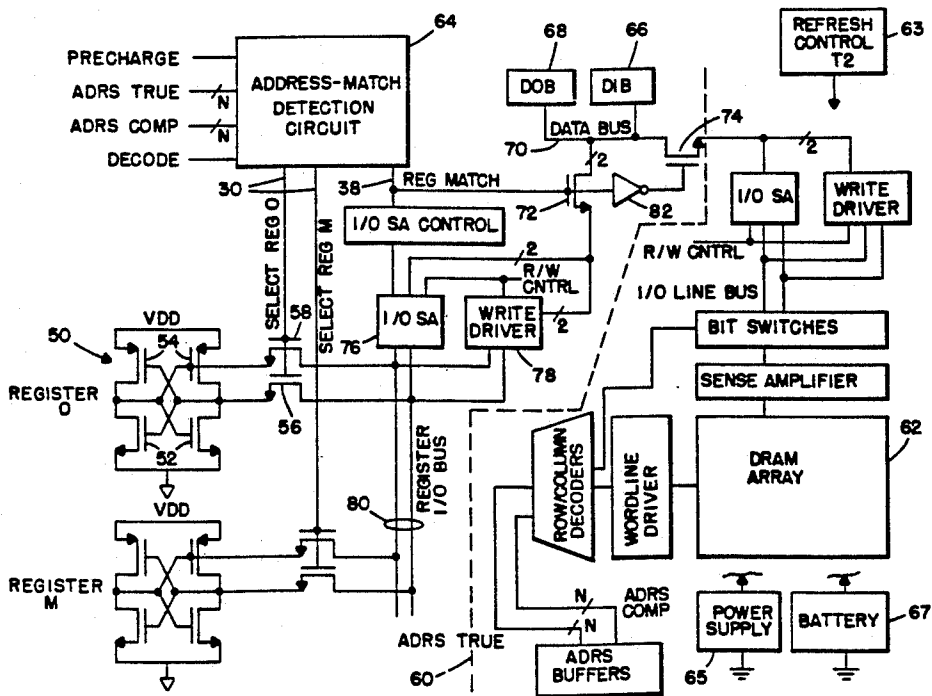 64
68
66
REFRESH
CONTROL
T2
63
PRECHARGE
ADRS TRUE
N
ADRS COMP
N
DECODE
ADDRESS-MATCH
DETECTION
CIRCUIT
DOB
DIB
DATA BUS
70
2
74
2
30
38
REG MATCH
72
82
I/O SA
WRITE
DRIVER
I/O SA CONTROL
SELECT REG 0
SELECT REG M
2
R/W
CNTRL
R/W CNTRL
I/O LINE BUS
58
76
I/O SA
WRITE
DRIVER
2
78
BIT SWITCHES
50
VDD
54
REGISTER
0
52
56
SENSE AMPLIFIER
60
REGISTER
I/O BUS
80
ROW/COLUMN
DECODERS
WORDLINE
DRIVER
DRAM
ARRAY
62
VDD
REGISTER
M
N
N
ADRS
COMP
ADRS TRUE
60
ADRS
BUFFERS
POWER
SUPPLY
65
BATTERY
67